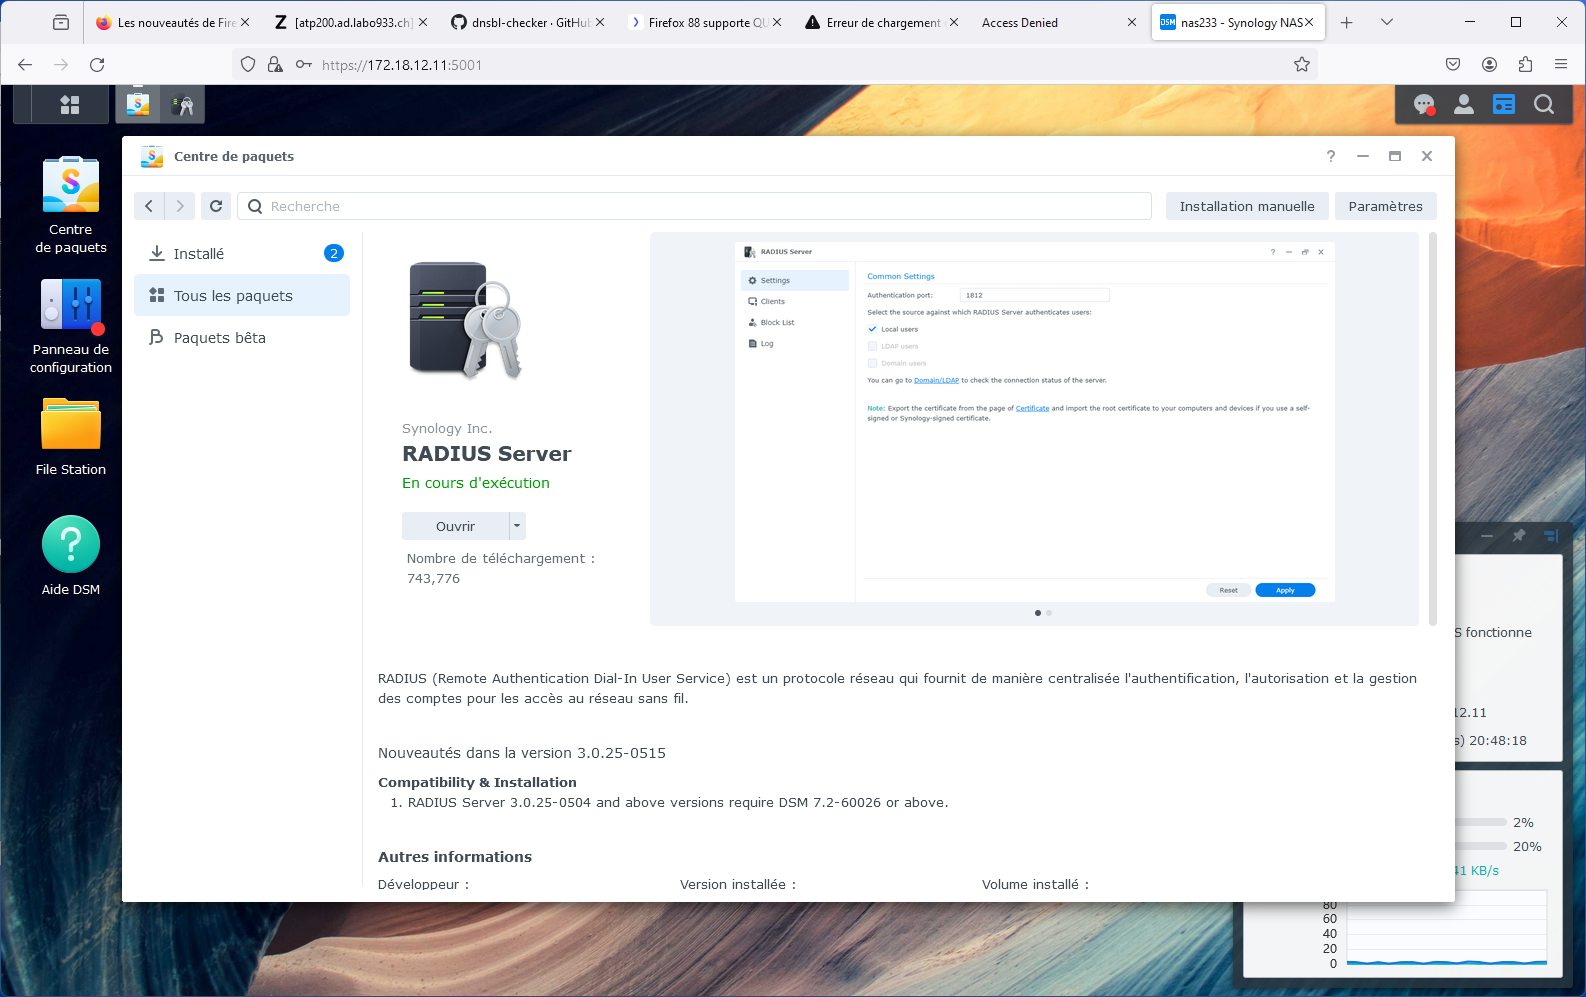 Les nouveautés de Fire
[atp200.ad.labo933.ch]
dnsbl-checker · GitHub
Firefox 88 supporte QU
Erreur de chargement
Access Denied
nas233 - Synology NAS
https://172.18.12.11:5001
Centre de paquets
Centre
de paquets
Panneau de
configuration
File Station
Aide DSM
Recherche
Installation manuelle
Paramètres
Installé
2
Tous les paquets
Paquets bêta
Synology Inc.
RADIUS Server
En cours d'exécution
Ouvrir
Nombre de téléchargement :
743,776
RADIUS Server
Settings
Clients
Block List
Log
Common Settings
Authentication port:
1812
Select the source against which RADIUS Server authenticates users:
Local users
LDAP users
Domain users
You can go to Domain/LDAP to check the connection status of the server.
Note: Export the certificate from the page of Certificate and import the root certificate to your computers and devices if you use a self-
signed or Synology-signed certificate.
Reset
Apply
RADIUS (Remote Authentication Dial-In User Service) est un protocole réseau qui fournit de manière centralisée l'authentification, l'autorisation et la gestion
des comptes pour les accès au réseau sans fil.
Nouveautés dans la version 3.0.25-0515
Compatibility & Installation
1. RADIUS Server 3.0.25-0504 and above versions require DSM 7.2-60026 or above.
Autres informations
Développeur :
Version installée :
Volume installé :
S fonctionne
12.11
s) 20:48:18
2%
20%
41 KB/s
80
60
40
20
0